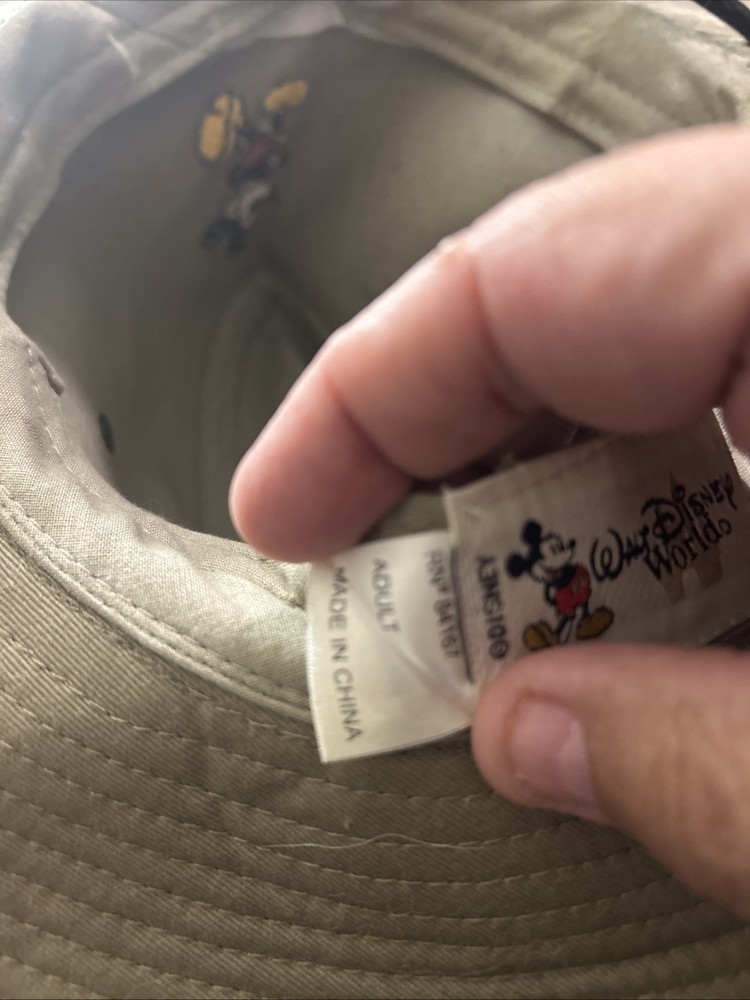 WALT DISNEY
WORLD®
©DISNEY
RN# 84167
ADULT
MADE IN CHINA